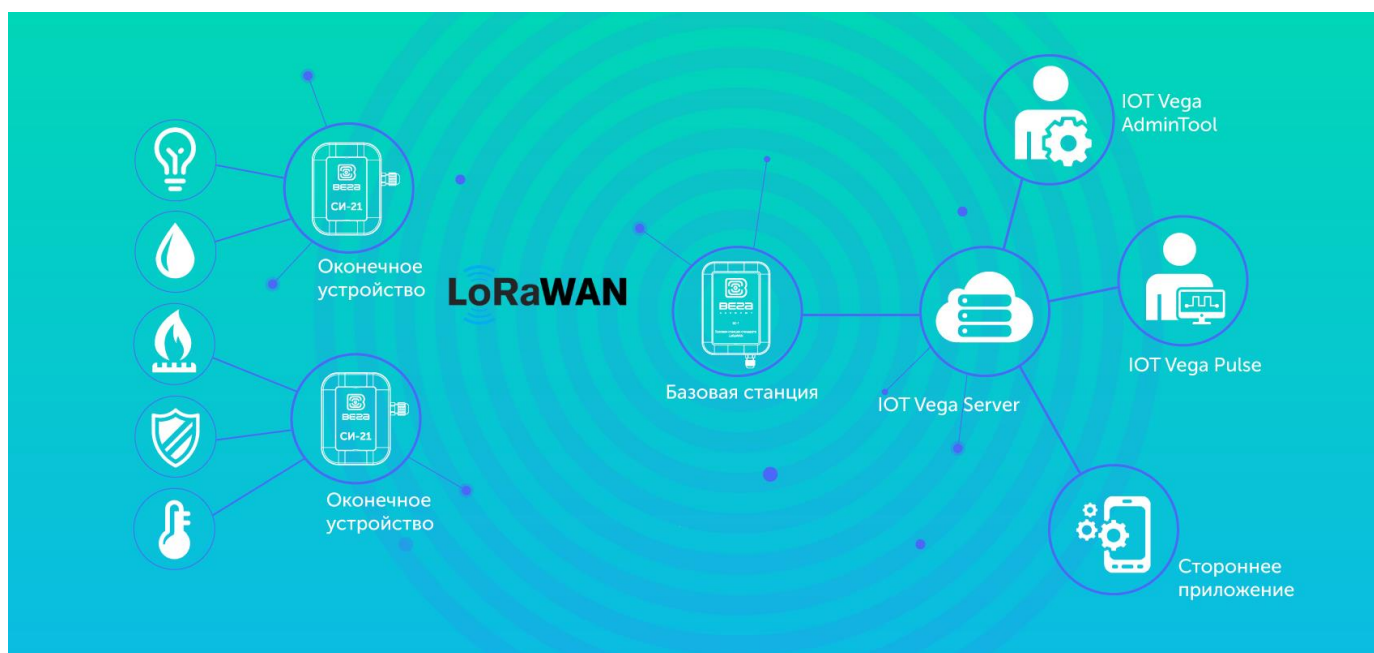 IOT Vega
AdminTool
ВЕГА
СИ-21
Оконечное
устройство
LoRaWAN
ВЕГА
Базовая станция
IOT Vega Server
IOT Vega Pulse
ВЕГА
СИ-21
Оконечное
устройство
Стороннее
приложение